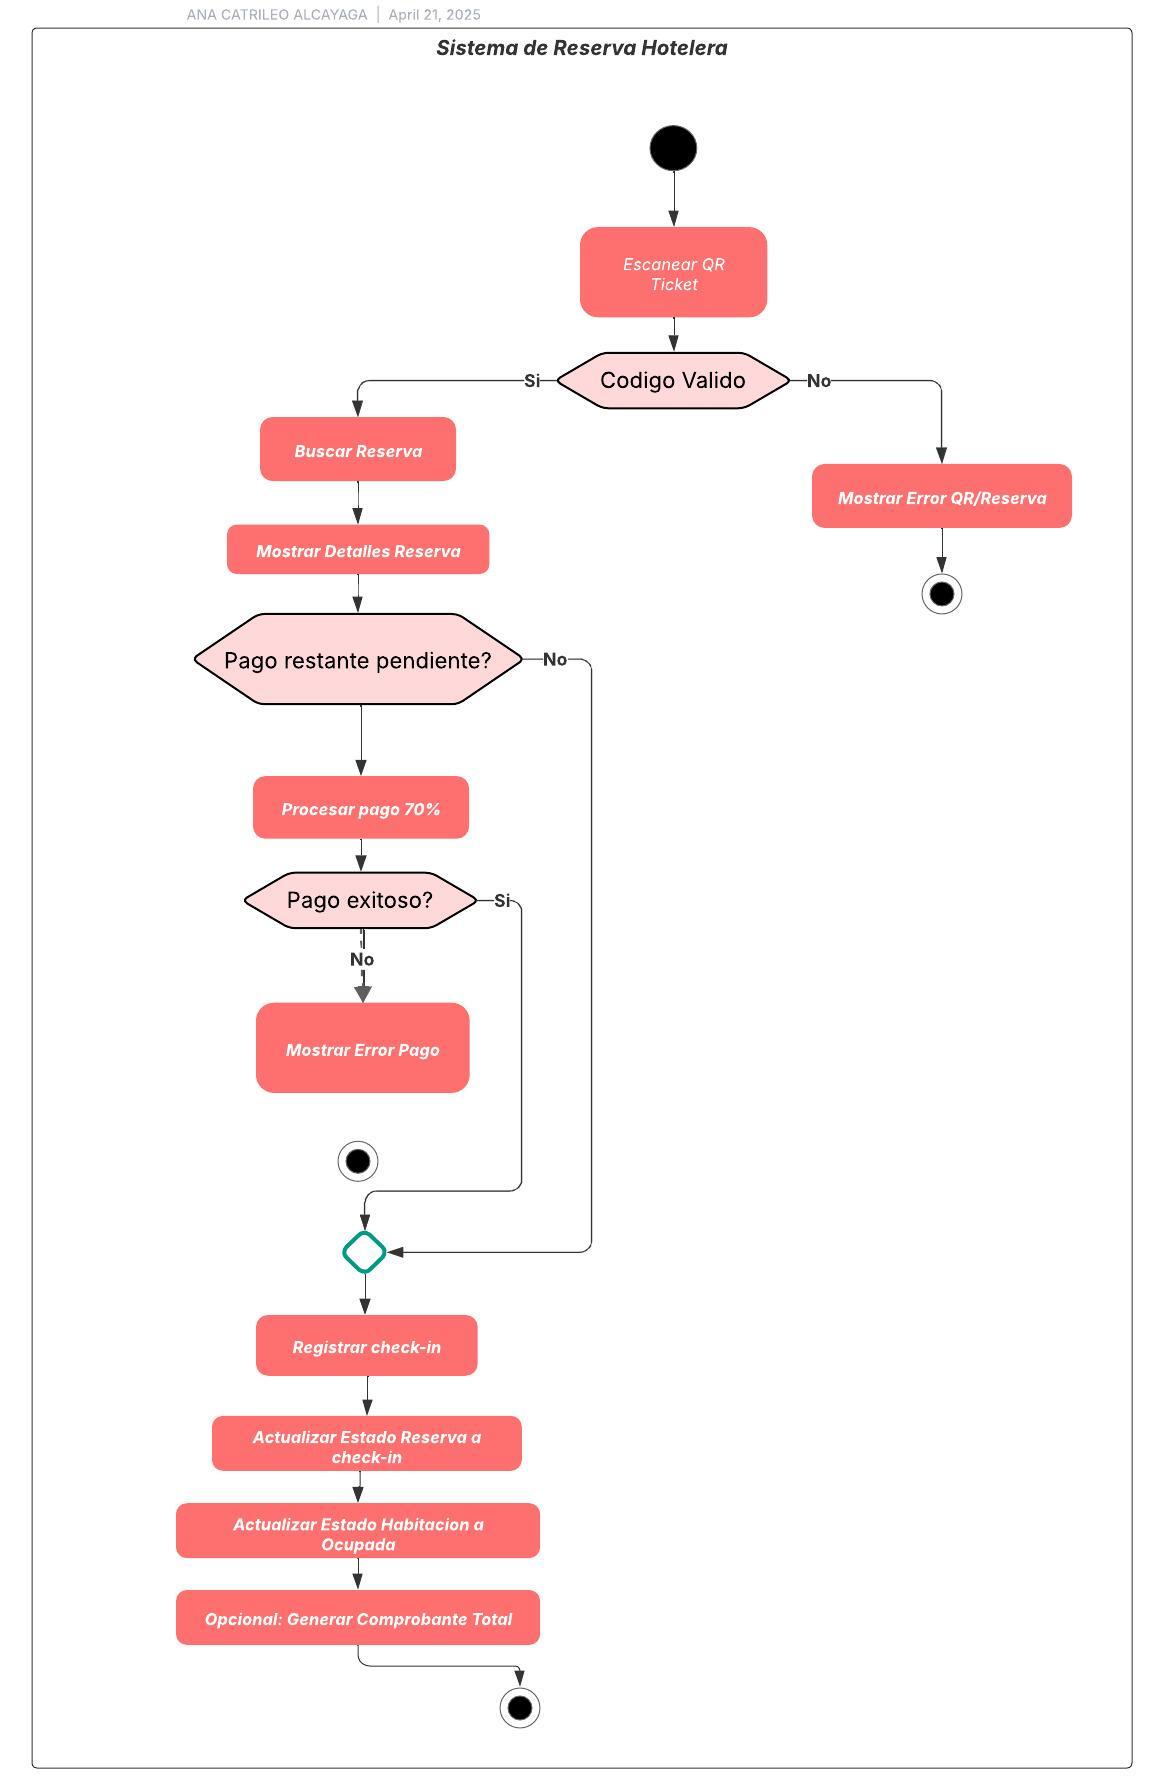 ANA CATRILEO ALCAYAGA | April 21, 2025
Sistema de Reserva Hotelera
Escanear QR
Ticket
Si
Codigo Valido
No
Buscar Reserva
Mostrar Error QR/Reserva
Mostrar Detalles Reserva
Pago restante pendiente?
No
Procesar pago 70%
Pago exitoso?
Si
No
Mostrar Error Pago
Registrar check-in
Actualizar Estado Reserva a
check-in
Actualizar Estado Habitacion a
Ocupada
Opcional: Generar Comprobante Total